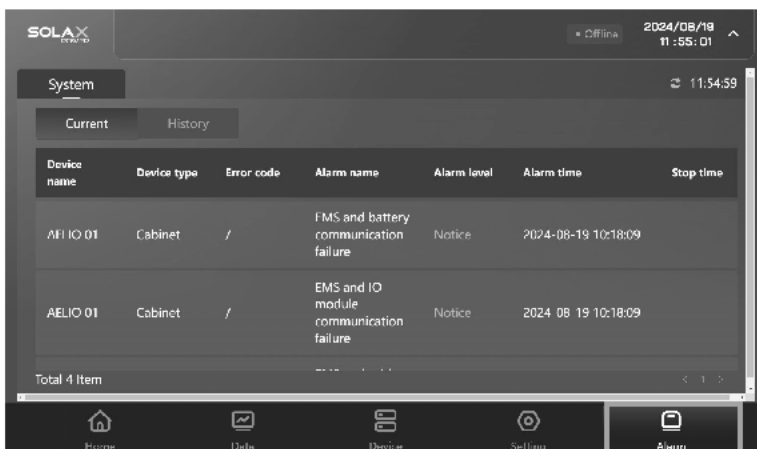 SOLAX
POWER
Offline
2024/08/19
11:55:01
System
11:54:59
Current History
Device name Device type Error code Alarm name Alarm level Alarm time Stop time
AELIO 01 Cabinet / EMS and battery communication failure Notice 2024-08-19 10:18:09
AELIO 01 Cabinet / EMS and IO module communication failure Notice 2024-08-19 10:18:09
Total 4 Item
< 1 >
Home Data Device Setting Alarm